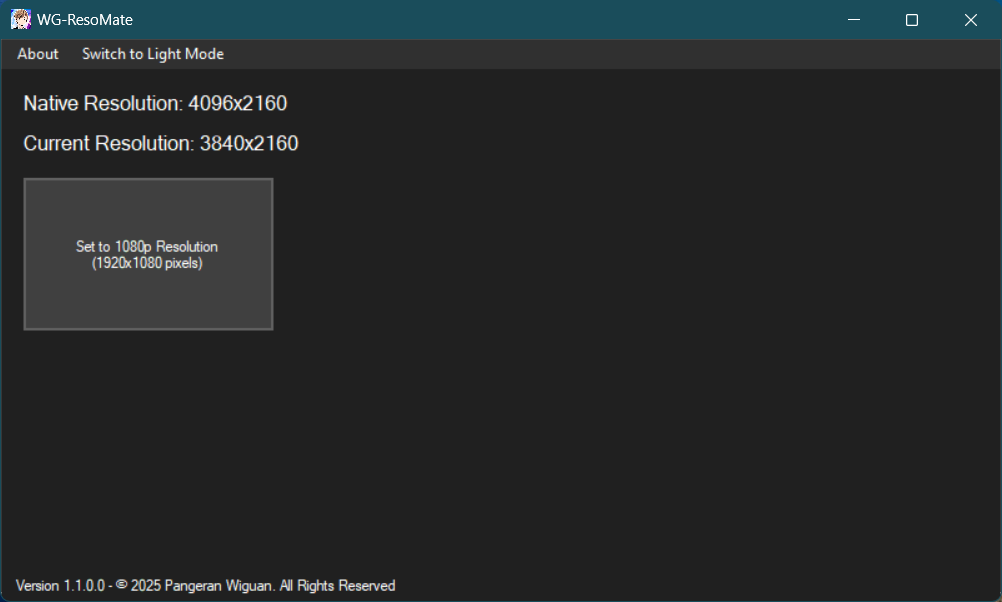 WG-ResoMate
About Switch to Light Mode
Native Resolution: 4096x2160
Current Resolution: 3840x2160
Set to 1080p Resolution
(1920x1080 pixels)
Version 1.1.0.0 - © 2025 Pangeran Wiguan. All Rights Reserved